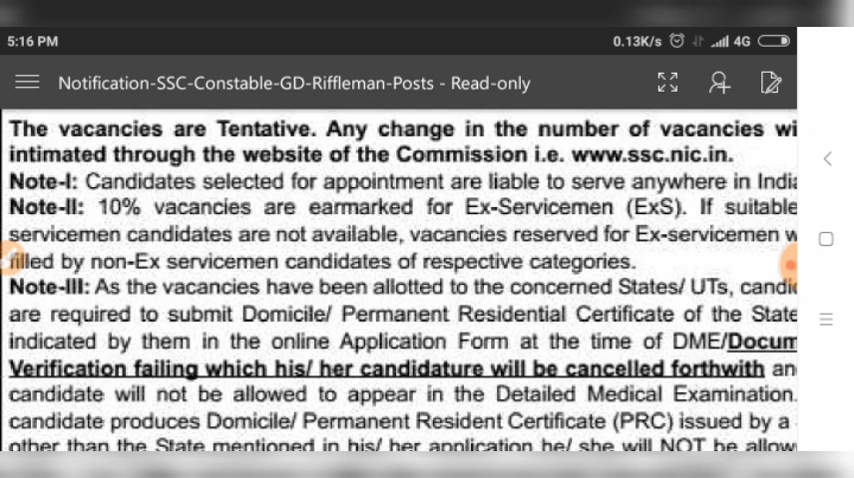 5:16 PM
0.13K/s 4G
Notification-SSC-Constable-GD-Riffleman-Posts - Read-only
The vacancies are Tentative. Any change in the number of vacancies wi
intimated through the website of the Commission i.e. www.ssc.nic.in.
Note-I: Candidates selected for appointment are liable to serve anywhere in India
Note-II: 10% vacancies are earmarked for Ex-Servicemen (ExS). If suitable
servicemen candidates are not available, vacancies reserved for Ex-servicemen w
filled by non-Ex servicemen candidates of respective categories.
Note-III: As the vacancies have been allotted to the concerned States/ UTs, candid
are required to submit Domicile/ Permanent Residential Certificate of the State
indicated by them in the online Application Form at the time of DME/Docum
Verification failing which his/ her candidature will be cancelled forthwith an
candidate will not be allowed to appear in the Detailed Medical Examination.
candidate produces Domicile/ Permanent Resident Certificate (PRC) issued by a
other than the State mentioned in his/ her application he/ she will NOT be allow